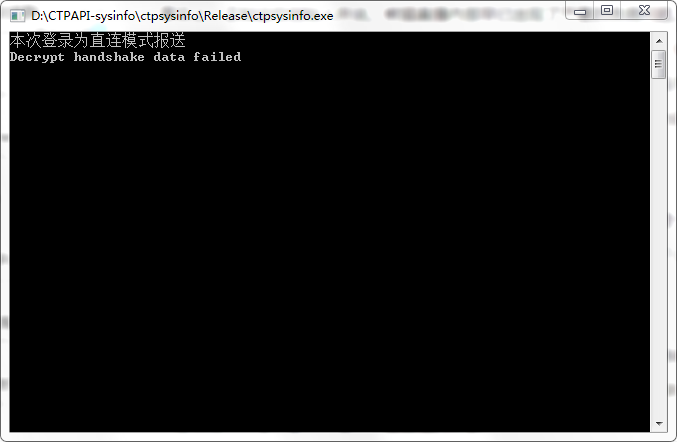 D:\CTPAPI-sysinfo\ctpsysinfo\Release\ctpsysinfo.exe
本次登录为直连模式报送
Decrypt handshake data failed